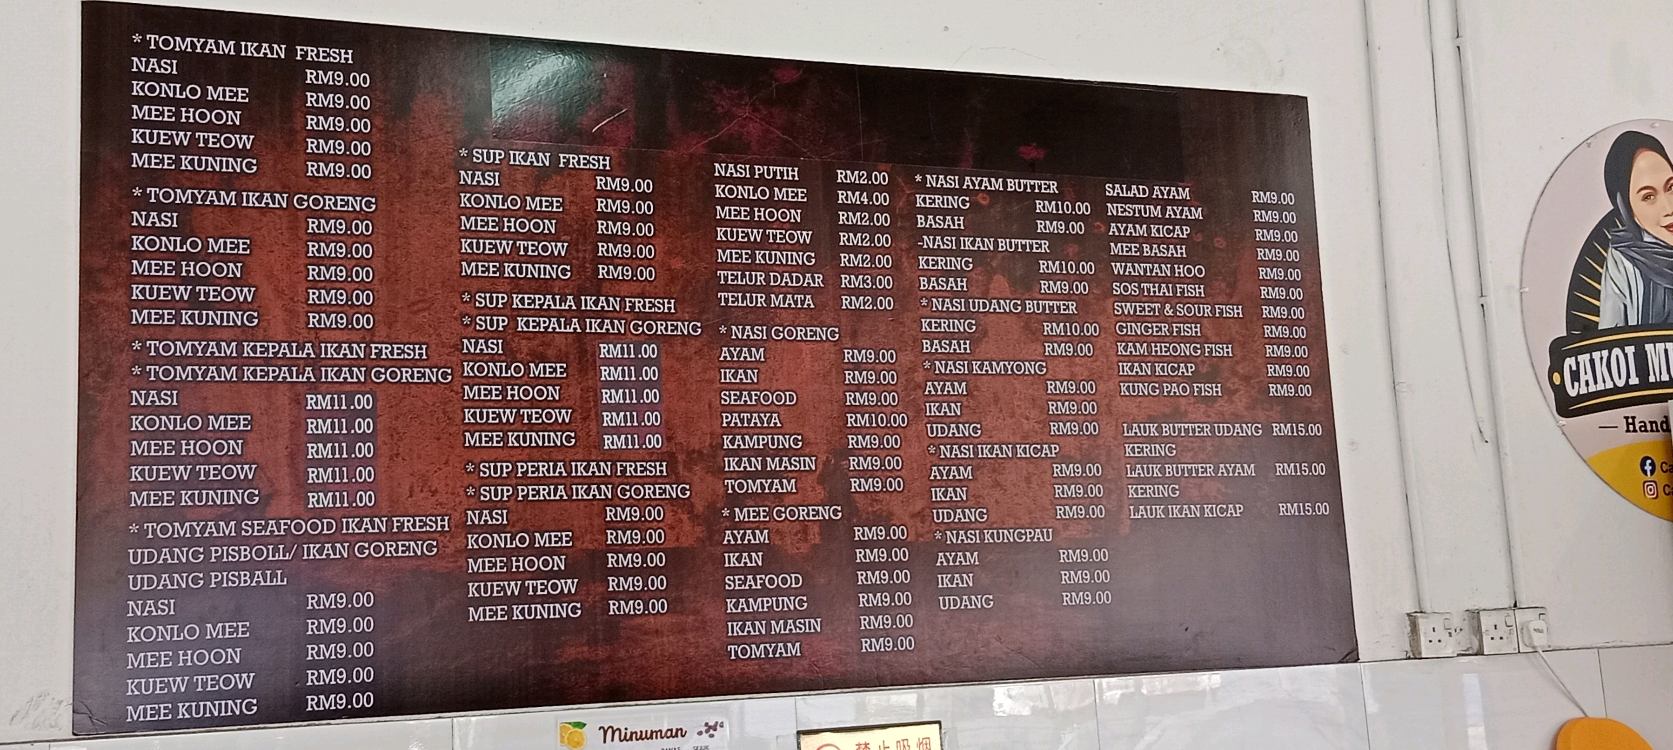 * TOMYAM IKAN FRESH
NASI RM9.00
KONLO MEE RM9.00
MEE HOON RM9.00
KUEW TEOW RM9.00
MEE KUNING RM9.00
* TOMYAM IKAN GORENG
NASI RM9.00
KONLO MEE RM9.00
MEE HOON RM9.00
KUEW TEOW RM9.00
MEE KUNING RM9.00
* TOMYAM KEPALA IKAN FRESH
* TOMYAM KEPALA IKAN GORENG
NASI RM11.00
KONLO MEE RM11.00
MEE HOON RM11.00
KUEW TEOW RM11.00
MEE KUNING RM11.00
* TOMYAM SEAFOOD IKAN FRESH
UDANG PISBOLL/ IKAN GORENG
UDANG PISBALL
NASI RM9.00
KONLO MEE RM9.00
MEE HOON RM9.00
KUEW TEOW RM9.00
MEE KUNING RM9.00
* SUP IKAN FRESH
NASI RM9.00
KONLO MEE RM9.00
MEE HOON RM9.00
KUEW TEOW RM9.00
MEE KUNING RM9.00
* SUP KEPALA IKAN FRESH
* SUP KEPALA IKAN GORENG
NASI RM11.00
KONLO MEE RM11.00
MEE HOON RM11.00
KUEW TEOW RM11.00
MEE KUNING RM11.00
* SUP PERIA IKAN FRESH
* SUP PERIA IKAN GORENG
NASI RM9.00
KONLO MEE RM9.00
MEE HOON RM9.00
KUEW TEOW RM9.00
MEE KUNING RM9.00
NASI PUTIH RM2.00
KONLO MEE RM4.00
MEE HOON RM2.00
KUEW TEOW RM2.00
MEE KUNING RM2.00
TELUR DADAR RM3.00
TELUR MATA RM2.00
* NASI GORENG
AYAM RM9.00
IKAN RM9.00
SEAFOOD RM9.00
PATAYA RM10.00
KAMPUNG RM9.00
IKAN MASIN RM9.00
TOMYAM RM9.00
* MEE GORENG
AYAM RM9.00
IKAN RM9.00
SEAFOOD RM9.00
KAMPUNG RM9.00
IKAN MASIN RM9.00
TOMYAM RM9.00
* NASI AYAM BUTTER
KERING RM10.00
BASAH RM9.00
-NASI IKAN BUTTER
KERING RM10.00
BASAH RM9.00
* NASI UDANG BUTTER
KERING RM10.00
BASAH RM9.00
* NASI KAMYONG
AYAM RM9.00
IKAN RM9.00
UDANG RM9.00
* NASI IKAN KICAP
AYAM RM9.00
IKAN RM9.00
UDANG RM9.00
* NASI KUNGPAU
AYAM RM9.00
IKAN RM9.00
UDANG RM9.00
SALAD AYAM RM9.00
NESTUM AYAM RM9.00
AYAM KICAP RM9.00
MEE BASAH RM9.00
WANTAN HOO RM9.00
SOS THAI FISH RM9.00
SWEET & SOUR FISH RM9.00
GINGER FISH RM9.00
KAM HEONG FISH RM9.00
IKAN KICAP RM9.00
KUNG PAO FISH RM9.00
LAUK BUTTER UDANG RM15.00
KERING
LAUK BUTTER AYAM RM15.00
KERING
LAUK IKAN KICAP RM15.00
CAKOI
Hand
Minuman
禁止吸烟